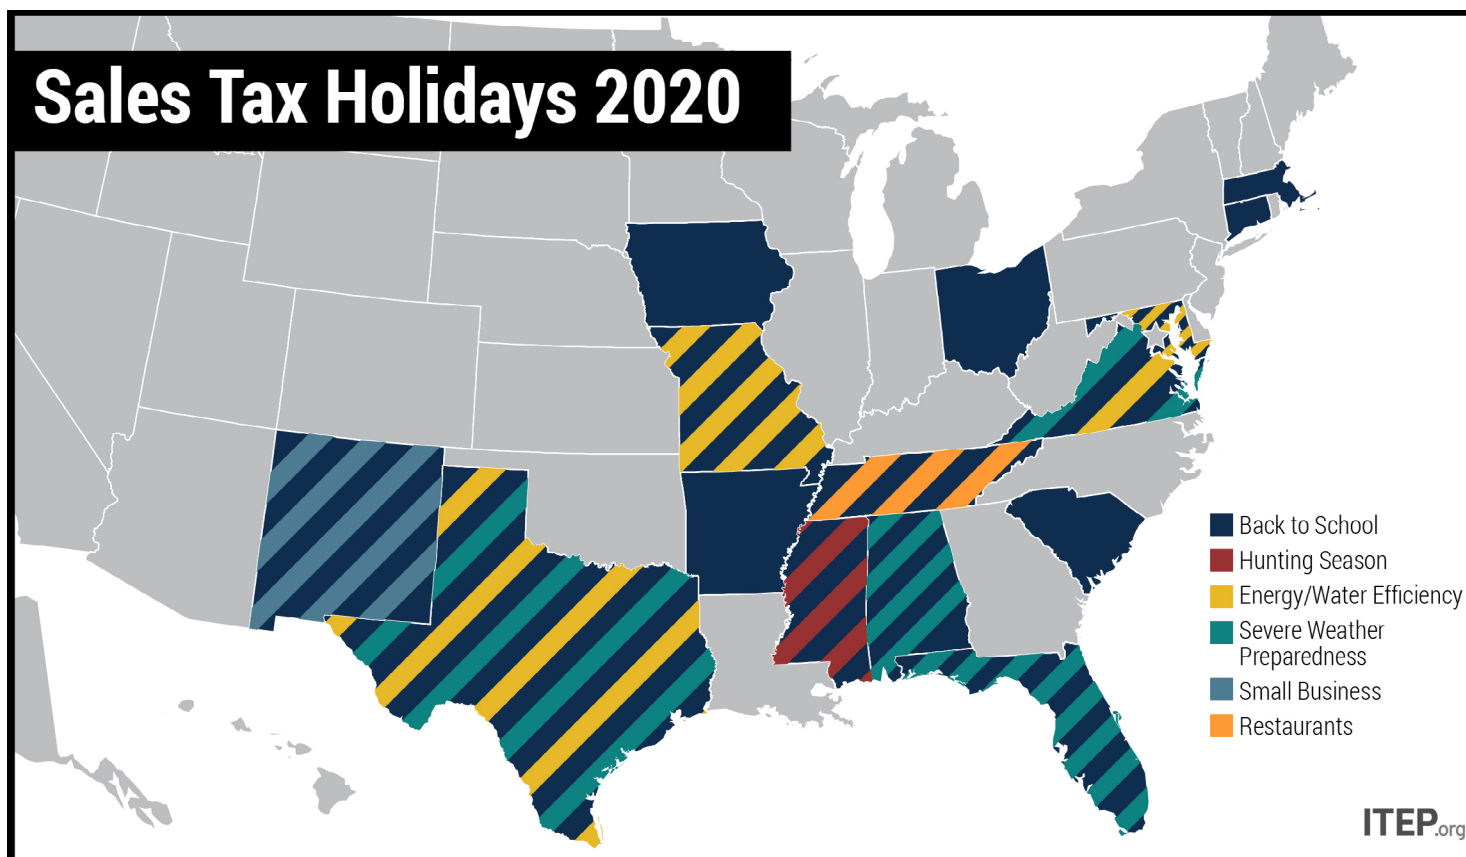 Sales Tax Holidays 2020
Back to School
Hunting Season
Energy/Water Efficiency
Severe Weather
Preparedness
Small Business
Restaurants
ITEP.org